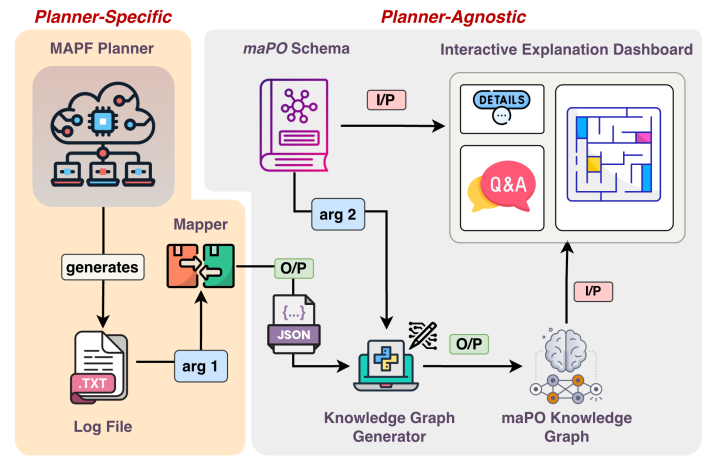 Planner-Specific
Planner-Agnostic
MAPF Planner
maPO Schema
Interactive Explanation Dashboard
I/P
DETAILS
Q&A
arg 2
Mapper
generates
O/P
{...}
JSON
I/P
.TXT
arg 1
O/P
Log File
Knowledge Graph
Generator
maPO Knowledge
Graph